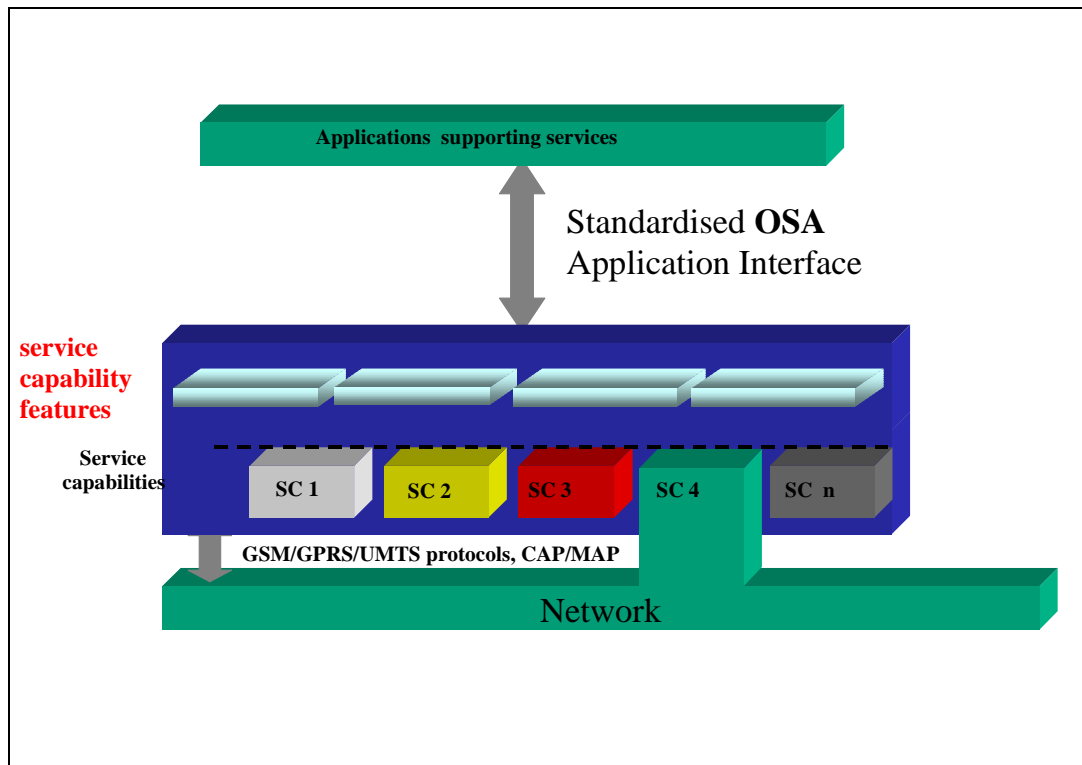 Applications supporting services
Standardised OSA
Application Interface
service
capability
features
Service
capabilities
SC 1
SC 2
SC 3
SC 4
SC n
GSM/GPRS/UMTS protocols, CAP/MAP
Network